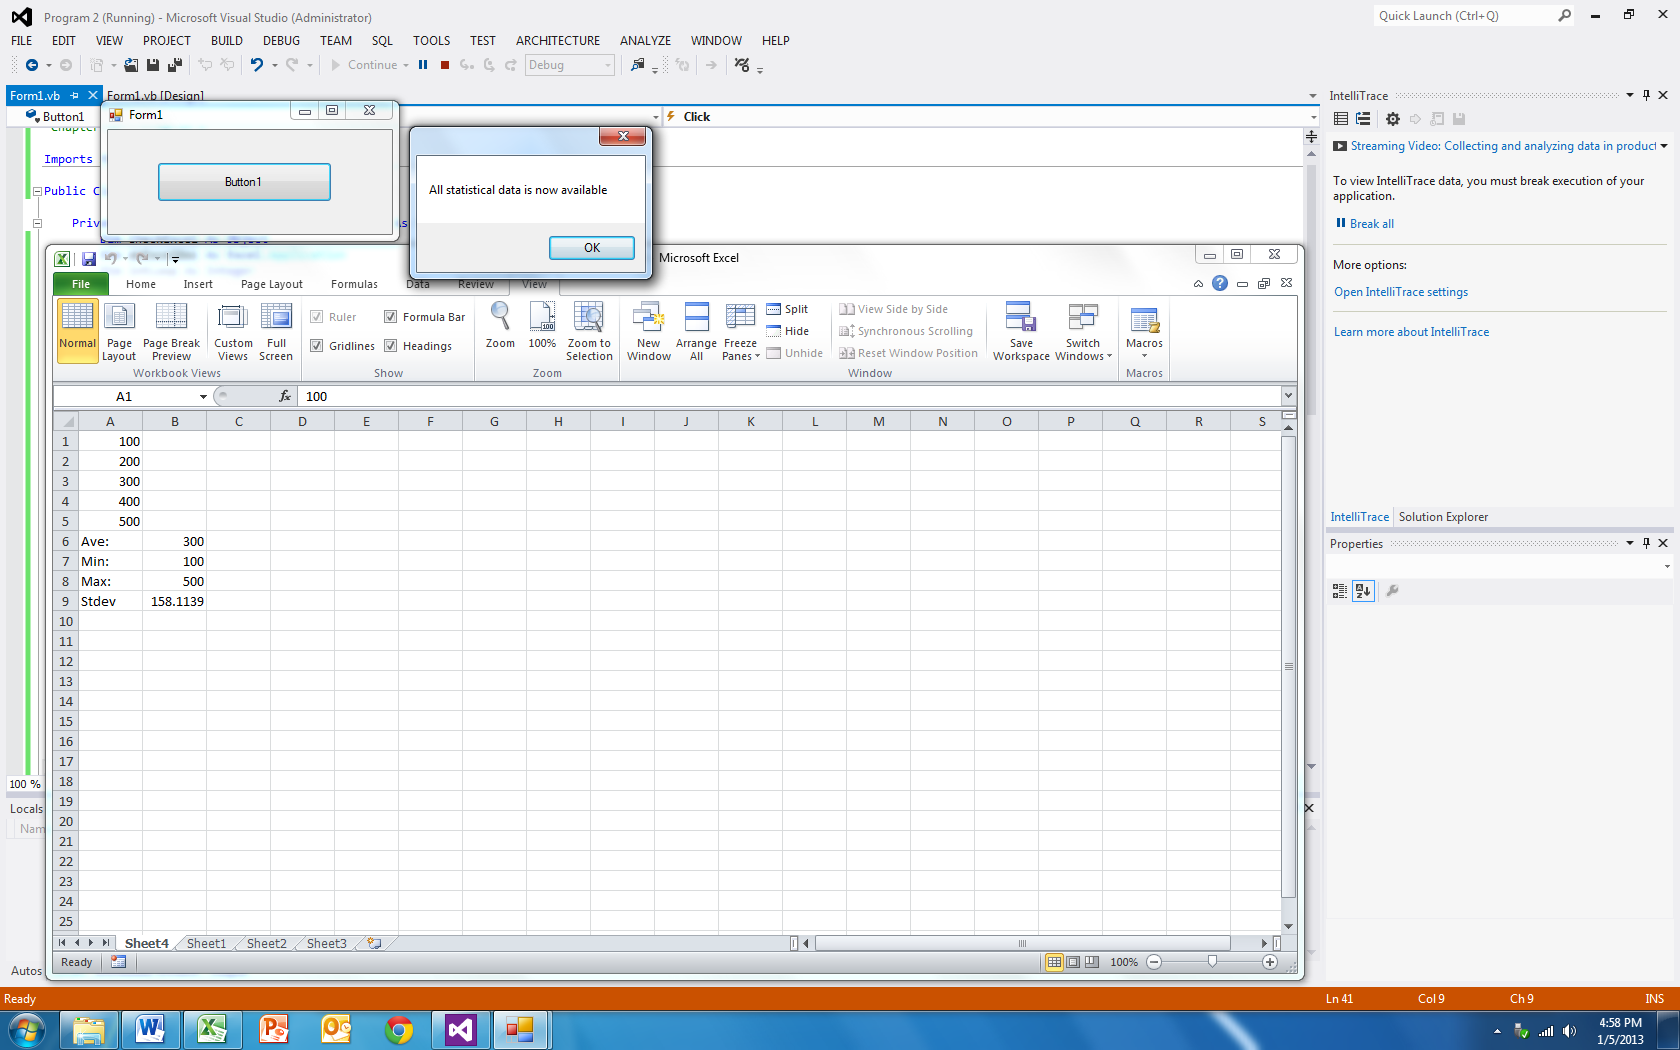 Program 2 (Running) - Microsoft Visual Studio (Administrator)
Quick Launch (Ctrl+Q)
FILE EDIT VIEW PROJECT BUILD DEBUG TEAM SQL TOOLS TEST ARCHITECTURE ANALYZE WINDOW HELP
Continue Debug
Form1.vb Form1.vb [Design]
Button1 Click
Form1
Button1
Imports
Public C
Priv
As
All statistical data is now available
OK
Microsoft Excel
File Home Insert Page Layout Formulas Data Review View
Normal Page Layout Page Break Preview Custom Views Full Screen
Workbook Views
Ruler Formula Bar
Gridlines Headings
Show
Zoom 100% Zoom to Selection
Zoom
New Window Arrange All Freeze Panes
Split
Hide
Unhide
View Side by Side
Synchronous Scrolling
Reset Window Position
Window
Save Workspace Switch Windows
Macros
Macros
A1 fx 100
A B C D E F G H I J K L M N O P Q R S
1 100
2 200
3 300
4 400
5 500
6 Ave: 300
7 Min: 100
8 Max: 500
9 Stdev 158.1139
10
11
12
13
14
15
16
17
18
19
20
21
22
23
24
25
Sheet4 Sheet1 Sheet2 Sheet3
Ready 100%
100 %
Locals
Nam
Autos
IntelliTrace
Streaming Video: Collecting and analyzing data in product
To view IntelliTrace data, you must break execution of your
application.
Break all
More options:
Open IntelliTrace settings
Learn more about IntelliTrace
IntelliTrace Solution Explorer
Properties
Ready Ln 41 Col 9 Ch 9 INS
4:58 PM
1/5/2013